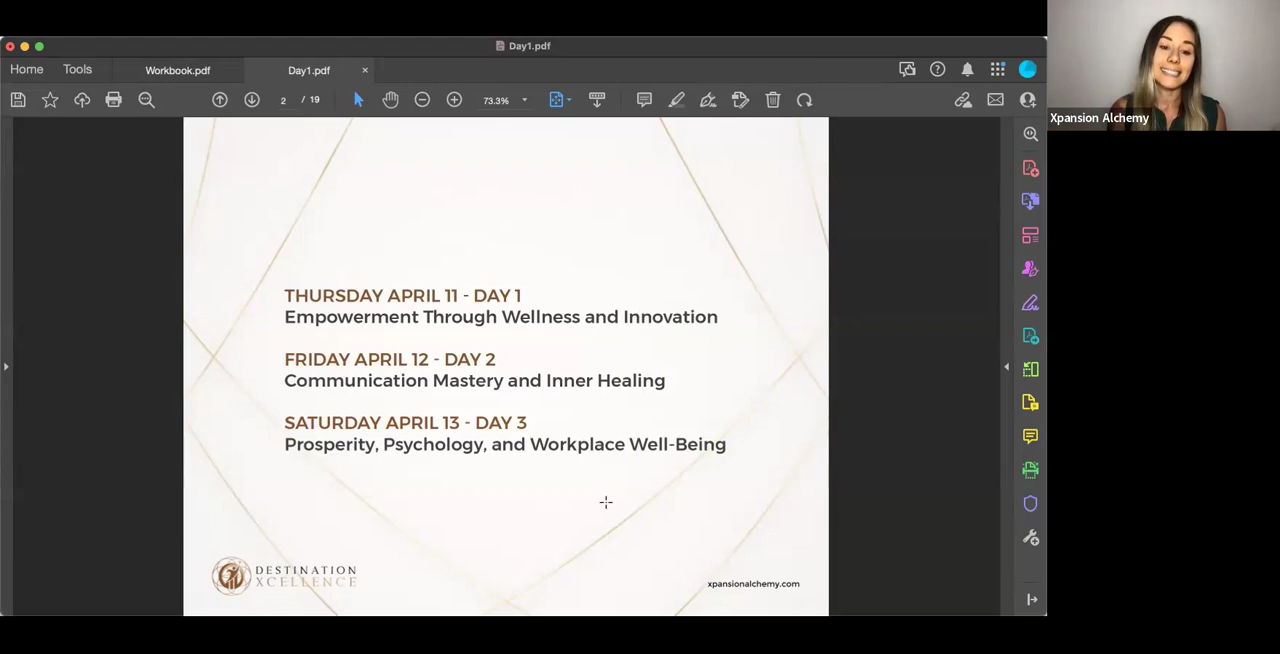 Day1.pdf
Home Tools Workbook.pdf Day1.pdf
2 / 19 73.3%
Xpansion Alchemy
THURSDAY APRIL 11 - DAY 1
Empowerment Through Wellness and Innovation
FRIDAY APRIL 12 - DAY 2
Communication Mastery and Inner Healing
SATURDAY APRIL 13 - DAY 3
Prosperity, Psychology, and Workplace Well-Being
DESTINATION
XCELLENCE
xpansionalchemy.com